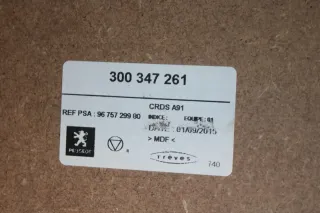 300 347 261
CRDS A91
REF PSA : 96 757 299 80
INDICE: EQUIPE: 01
DATE: 01/09/2015
> MDF <
PEUGEOT
treves
740